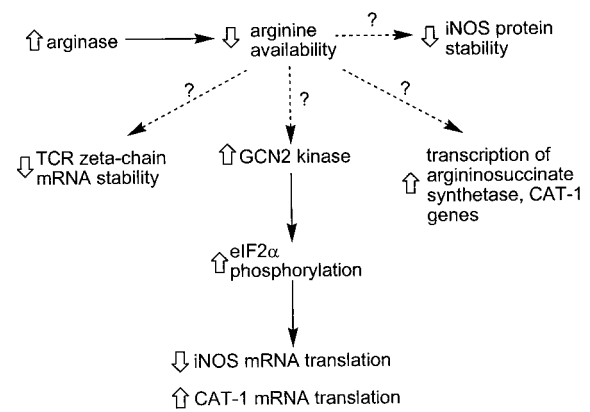 arginase
arginine
availability
?
iNOS protein
stability
?
?
?
TCR zeta-chain
mRNA stability
GCN2 kinase
transcription of
argininosuccinate
synthetase, CAT-1
genes
eIF2α
phosphorylation
iNOS mRNA translation
CAT-1 mRNA translation